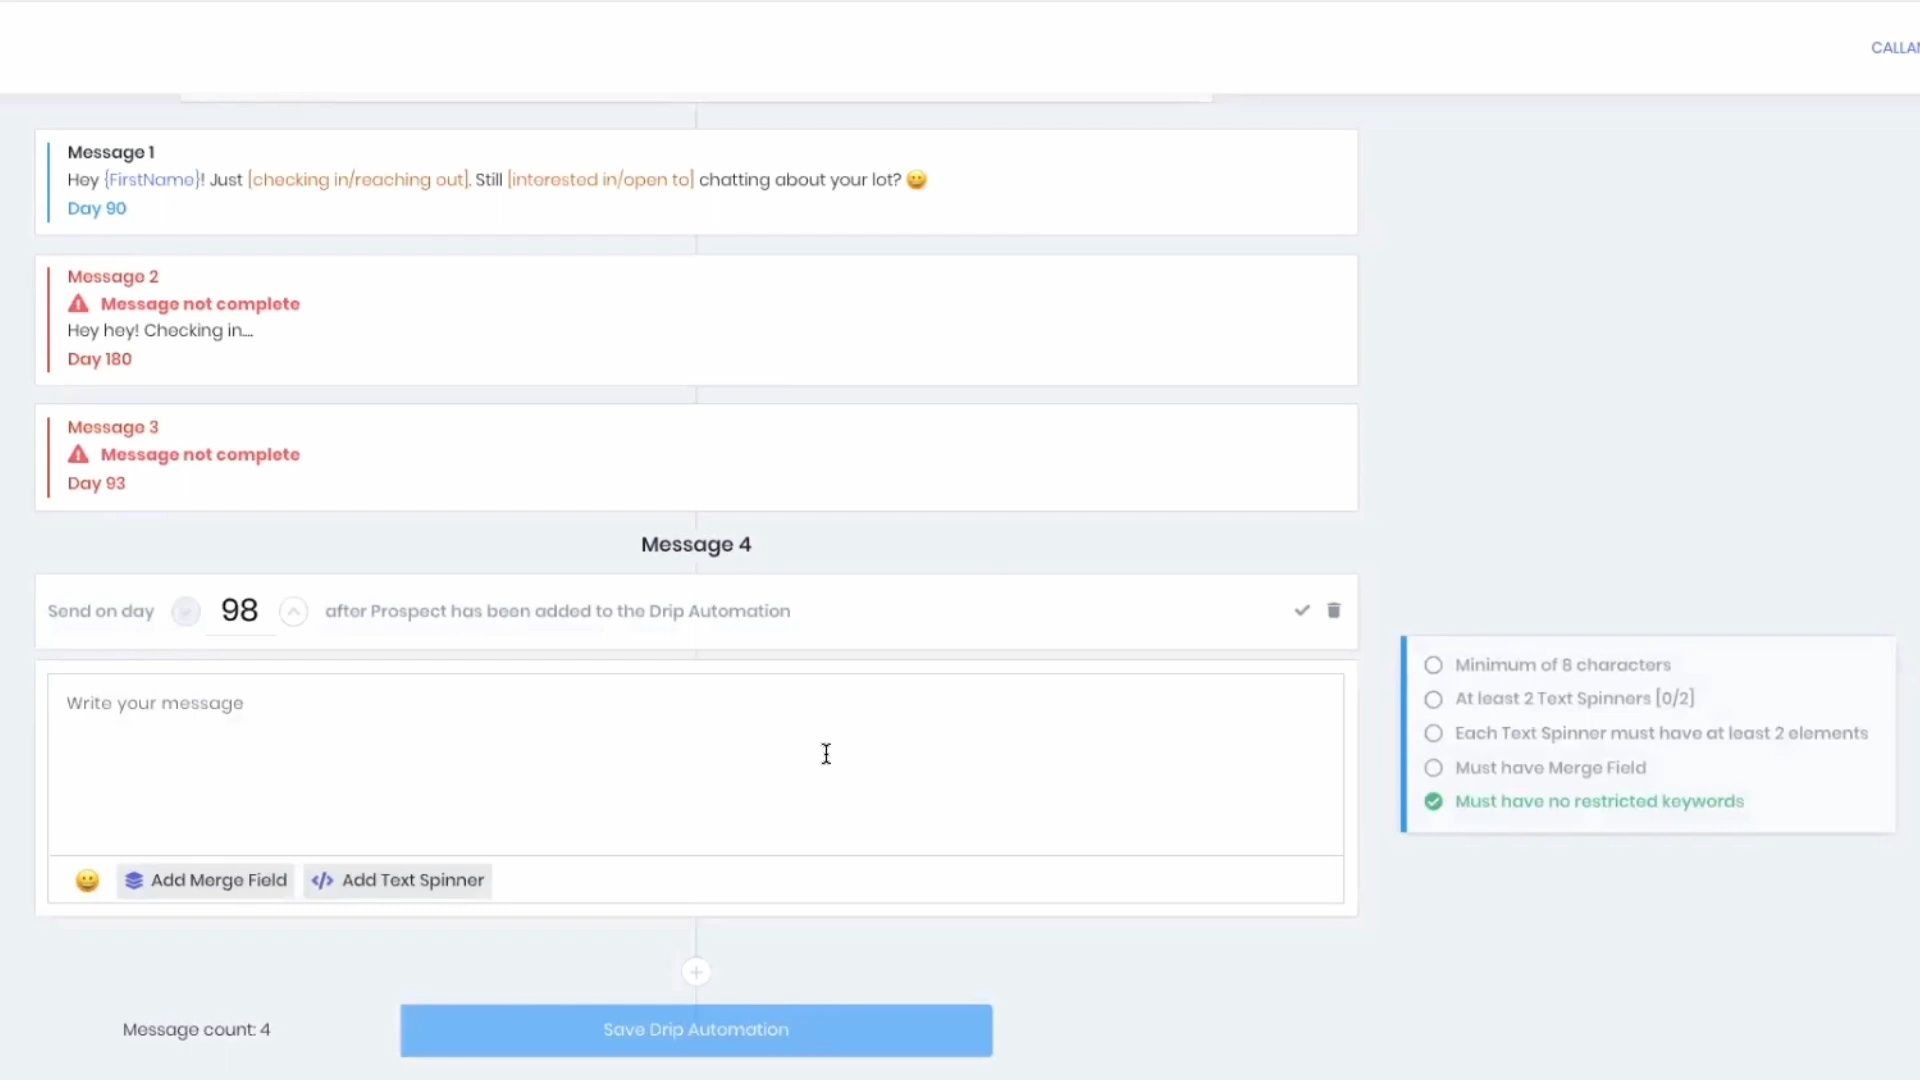 CALLAN
Message 1
Hey {FirstName}! Just [checking in/reaching out]. Still [interested in/open to] chatting about your lot? 😀
Day 90
Message 2
Message not complete
Hey hey! Checking in....
Day 180
Message 3
Message not complete
Day 93
Message 4
Send on day 98 after Prospect has been added to the Drip Automation
Write your message
Minimum of 8 characters
At least 2 Text Spinners [0/2]
Each Text Spinner must have at least 2 elements
Must have Merge Field
Must have no restricted keywords
😀 Add Merge Field </> Add Text Spinner
Message count: 4
Save Drip Automation